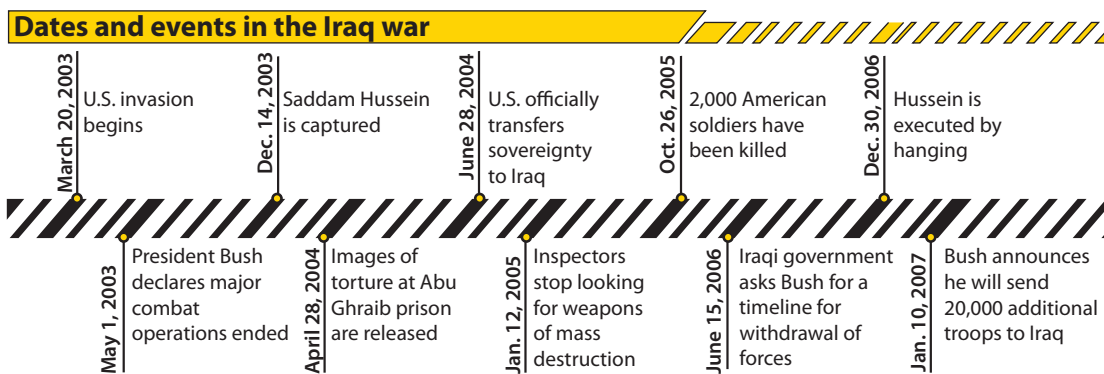 Dates and events in the Iraq war
March 20, 2003
U.S. invasion
begins
May 1, 2003
President Bush
declares major
combat
operations ended
Dec. 14, 2003
Saddam Hussein
is captured
April 28, 2004
Images of
torture at Abu
Ghraib prison
are released
June 28, 2004
U.S. officially
transfers
sovereignty
to Iraq
Jan. 12, 2005
Inspectors
stop looking
for weapons
of mass
destruction
Oct. 26, 2005
2,000 American
soldiers have
been killed
June 15, 2006
Iraqi government
asks Bush for a
timeline for
withdrawal of
forces
Dec. 30, 2006
Hussein is
executed by
hanging
Jan. 10, 2007
Bush announces
he will send
20,000 additional
troops to Iraq